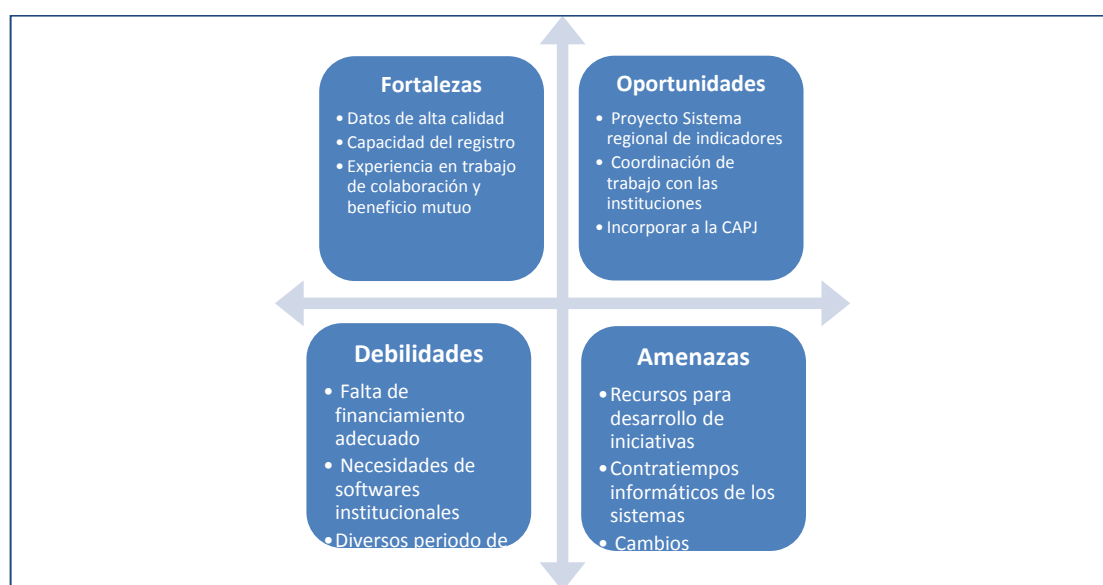 Fortalezas
• Datos de alta calidad
• Capacidad del registro
• Experiencia en trabajo
de colaboración y
beneficio mutuo
Oportunidades
• Proyecto Sistema
regional de indicadores
• Coordinación de
trabajo con las
instituciones
• Incorporar a la CAPJ
Debilidades
• Falta de
financiamiento
adecuado
• Necesidades de
softwares
institucionales
• Diversos periodo de
Amenazas
• Recursos para
desarrollo de
iniciativas
• Contratiempos
informáticos de los
sistemas
• Cambios